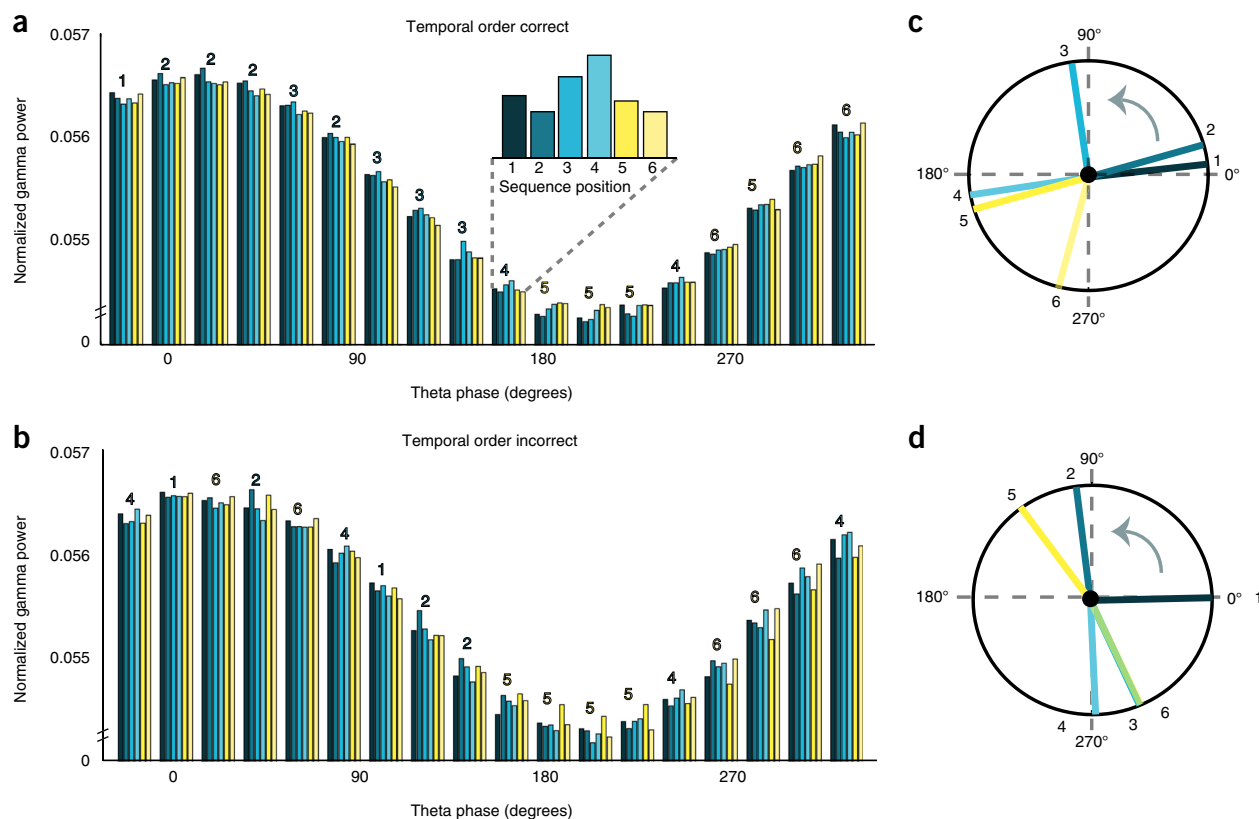 a
Temporal order correct
0.057
0.056
0.055
0
Normalized gamma power
1 2 2 2 3 2 3 3 3 4 5 5 5 4 6 5 6 6
1 2 3 4 5 6
Sequence position
0 90 180 270
Theta phase (degrees)
c
90°
3
2
1
0°
180°
4
5
6
270°
b
Temporal order incorrect
0.057
0.056
0.055
0
Normalized gamma power
4 1 6 2 6 4 1 2 2 5 5 5 5 4 6 6 6 4
0 90 180 270
Theta phase (degrees)
d
90°
2
5
180°
0° 1
4
3
6
270°